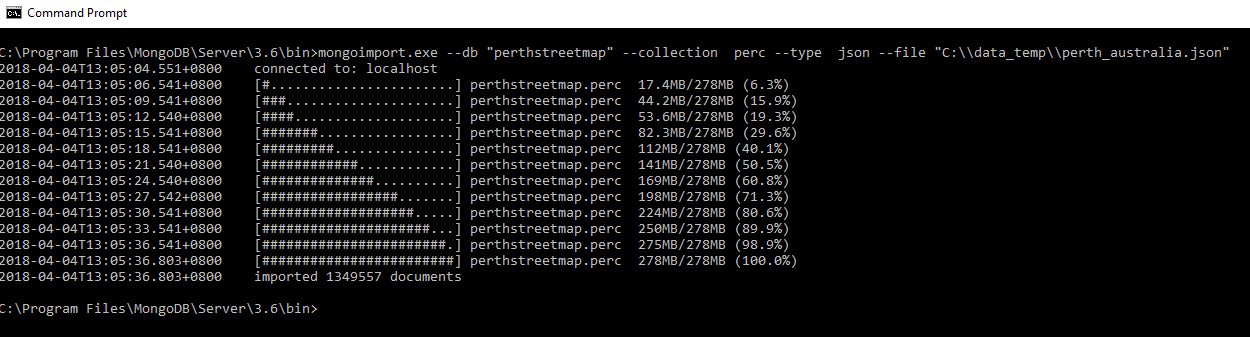 Command Prompt
C:\Program Files\MongoDB\Server\3.6\bin>mongoimport.exe --db "perthstreetmap" --collection  perc --type  json --file "C:\\data_temp\\perth_australia.json"
2018-04-04T13:05:04.551+0800    connected to: localhost
2018-04-04T13:05:06.541+0800    [#.......................] perthstreetmap.perc  17.4MB/278MB (6.3%)
2018-04-04T13:05:09.541+0800    [###.....................] perthstreetmap.perc  44.2MB/278MB (15.9%)
2018-04-04T13:05:12.540+0800    [####....................] perthstreetmap.perc  53.6MB/278MB (19.3%)
2018-04-04T13:05:15.541+0800    [#######.................] perthstreetmap.perc  82.3MB/278MB (29.6%)
2018-04-04T13:05:18.541+0800    [#########...............] perthstreetmap.perc  112MB/278MB (40.1%)
2018-04-04T13:05:21.540+0800    [############............] perthstreetmap.perc  141MB/278MB (50.5%)
2018-04-04T13:05:24.540+0800    [##############..........] perthstreetmap.perc  169MB/278MB (60.8%)
2018-04-04T13:05:27.542+0800    [#################.......] perthstreetmap.perc  198MB/278MB (71.3%)
2018-04-04T13:05:30.541+0800    [###################.....] perthstreetmap.perc  224MB/278MB (80.6%)
2018-04-04T13:05:33.541+0800    [#####################...] perthstreetmap.perc  250MB/278MB (89.9%)
2018-04-04T13:05:36.541+0800    [#######################.] perthstreetmap.perc  275MB/278MB (98.9%)
2018-04-04T13:05:36.803+0800    [########################] perthstreetmap.perc  278MB/278MB (100.0%)
2018-04-04T13:05:36.803+0800    imported 1349557 documents
C:\Program Files\MongoDB\Server\3.6\bin>